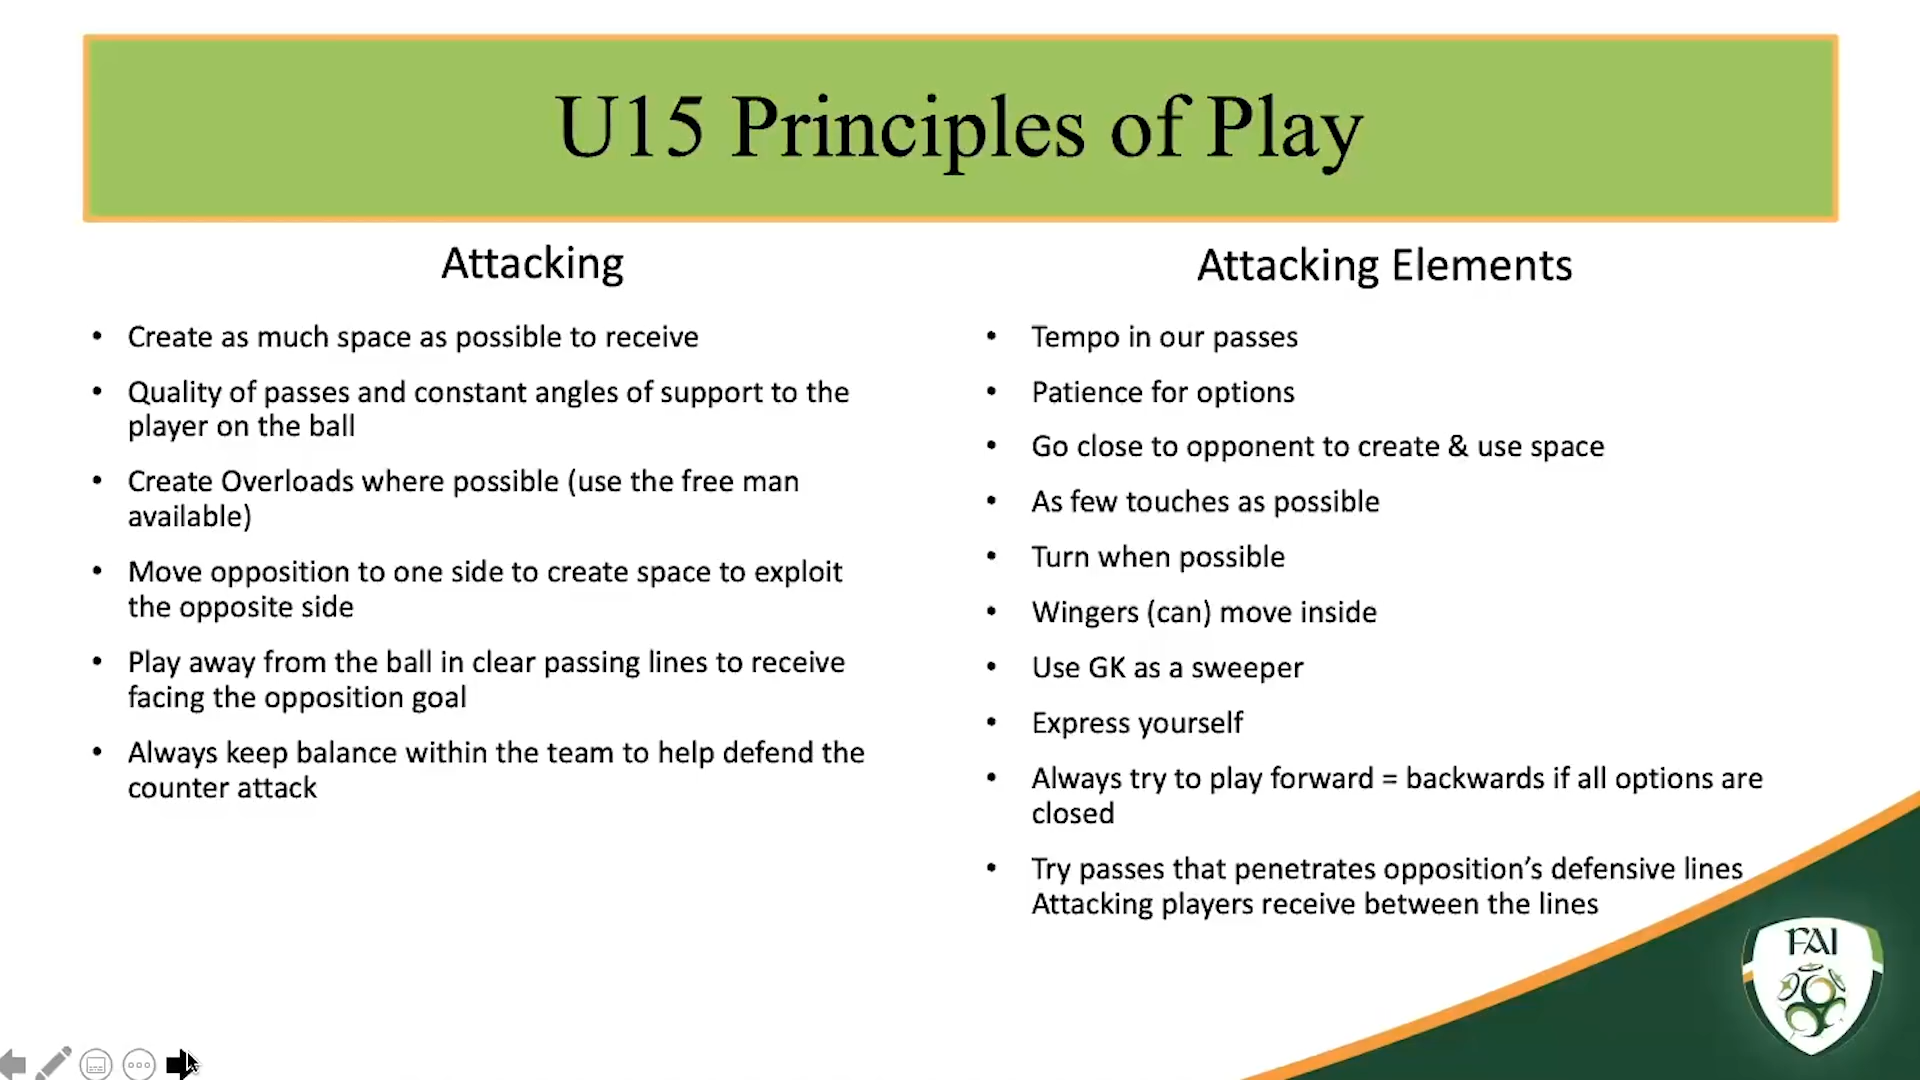 U15 Principles of Play
Attacking
• Create as much space as possible to receive
• Quality of passes and constant angles of support to the
player on the ball
• Create Overloads where possible (use the free man
available)
• Move opposition to one side to create space to exploit
the opposite side
• Play away from the ball in clear passing lines to receive
facing the opposition goal
• Always keep balance within the team to help defend the
counter attack
Attacking Elements
• Tempo in our passes
• Patience for options
• Go close to opponent to create & use space
• As few touches as possible
• Turn when possible
• Wingers (can) move inside
• Use GK as a sweeper
• Express yourself
• Always try to play forward = backwards if all options are
closed
• Try passes that penetrates opposition’s defensive lines
Attacking players receive between the lines
FAI